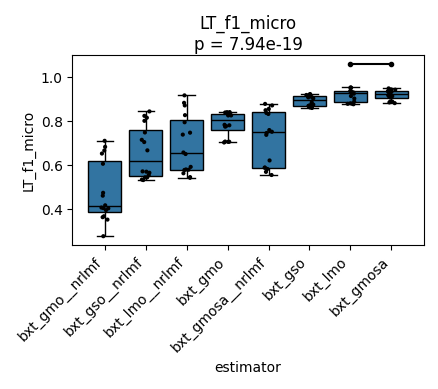 LT_f1_micro
p = 7.94e-19
LT_f1_micro
1.0
0.8
0.6
0.4
bxt_gmo__nrlmf
bxt_gso__nrlmf
bxt_lmo__nrlmf
bxt_gmo
bxt_gmosa__nrlmf
bxt_gso
bxt_lmo
bxt_gmosa
estimator